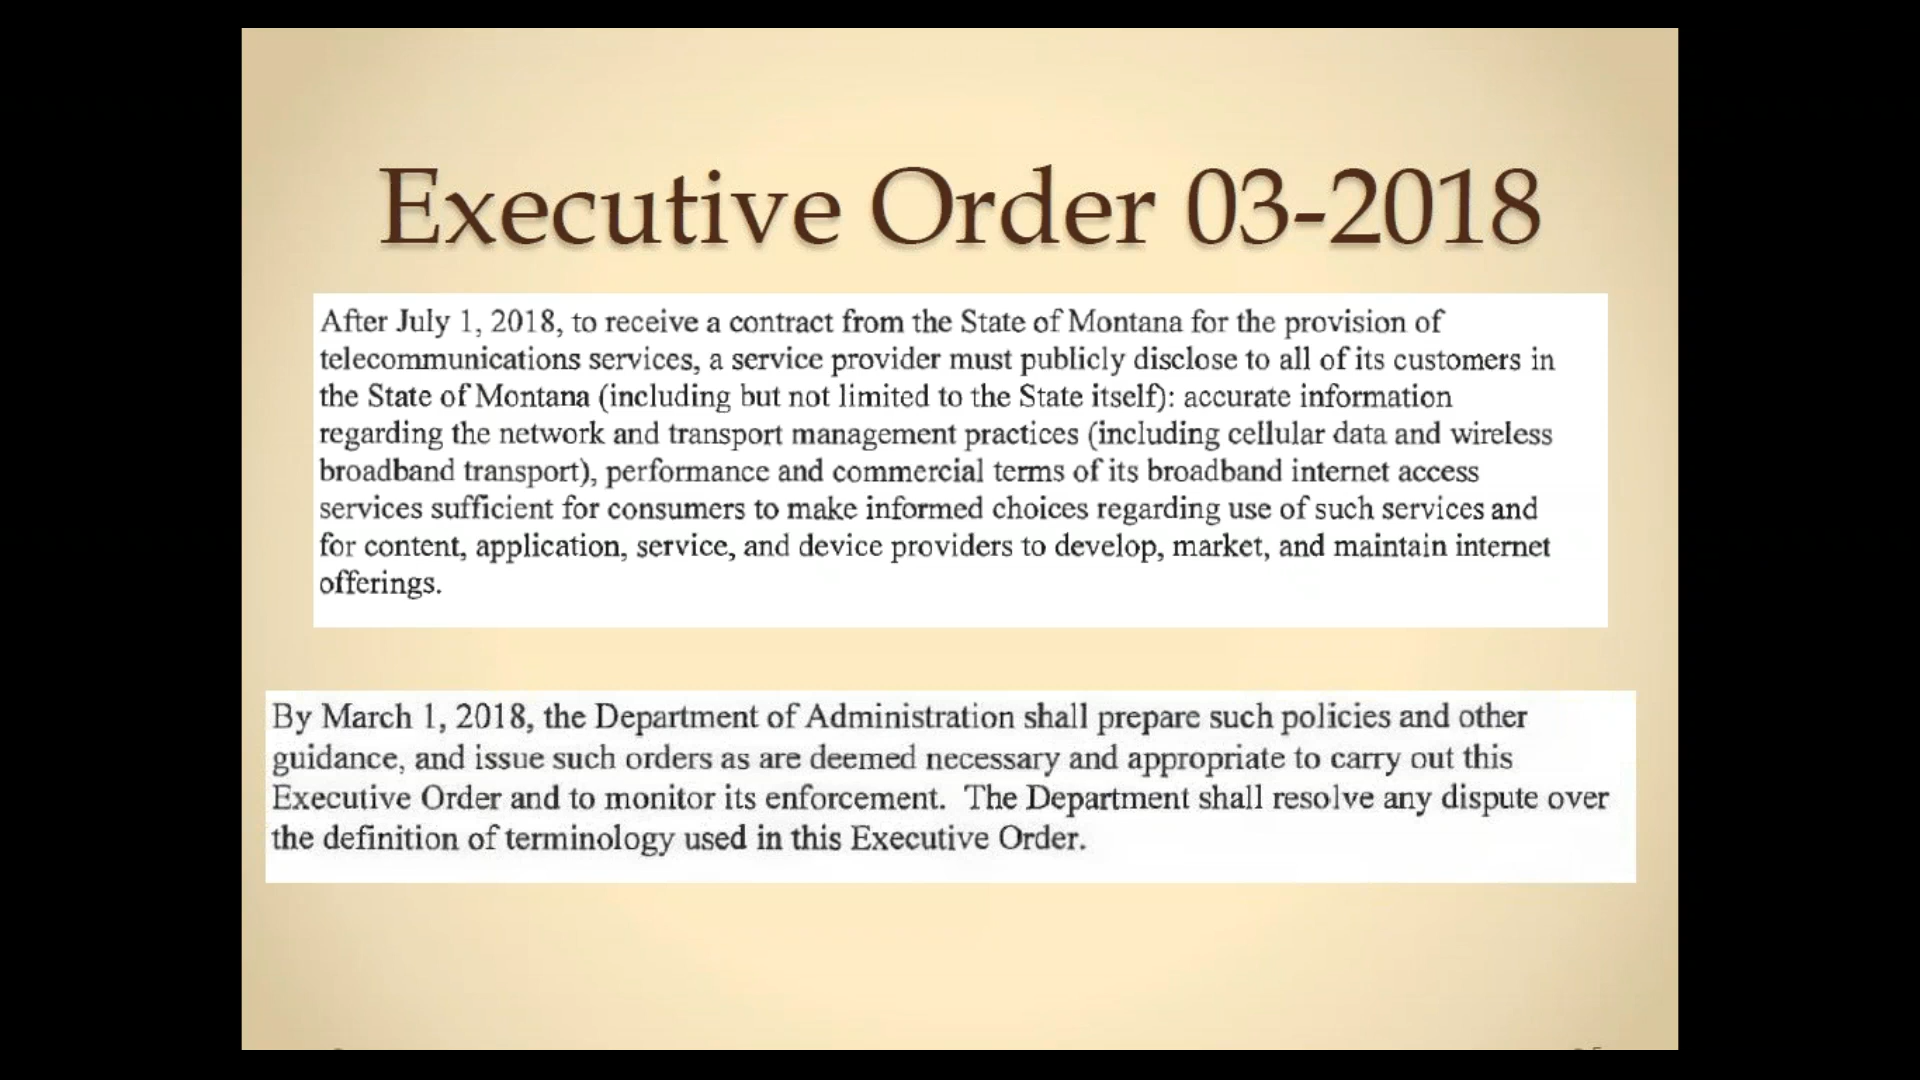 Executive Order 03-2018
After July 1, 2018, to receive a contract from the State of Montana for the provision of
telecommunications services, a service provider must publicly disclose to all of its customers in
the State of Montana (including but not limited to the State itself): accurate information
regarding the network and transport management practices (including cellular data and wireless
broadband transport), performance and commercial terms of its broadband internet access
services sufficient for consumers to make informed choices regarding use of such services and
for content, application, service, and device providers to develop, market, and maintain internet
offerings.
By March 1, 2018, the Department of Administration shall prepare such policies and other
guidance, and issue such orders as are deemed necessary and appropriate to carry out this
Executive Order and to monitor its enforcement. The Department shall resolve any dispute over
the definition of terminology used in this Executive Order.